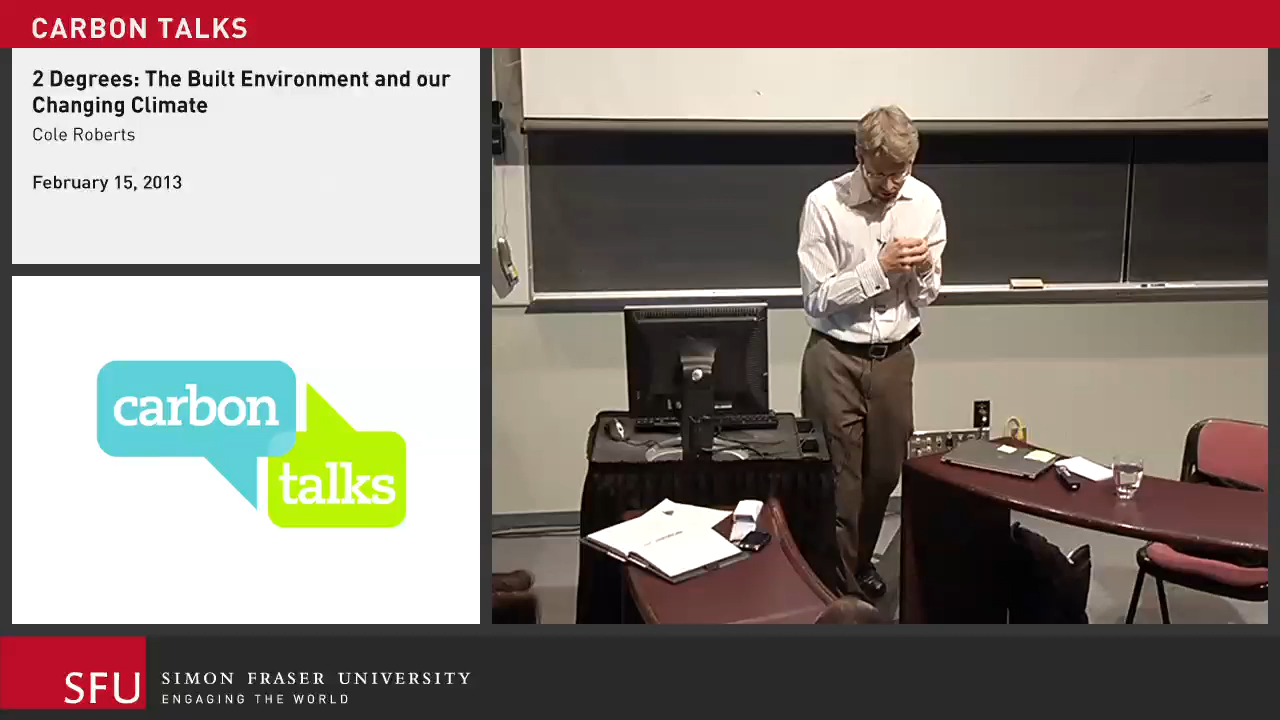 CARBON TALKS
2 Degrees: The Built Environment and our
Changing Climate
Cole Roberts
February 15, 2013
carbon
talks
SFU
SIMON FRASER UNIVERSITY
ENGAGING THE WORLD